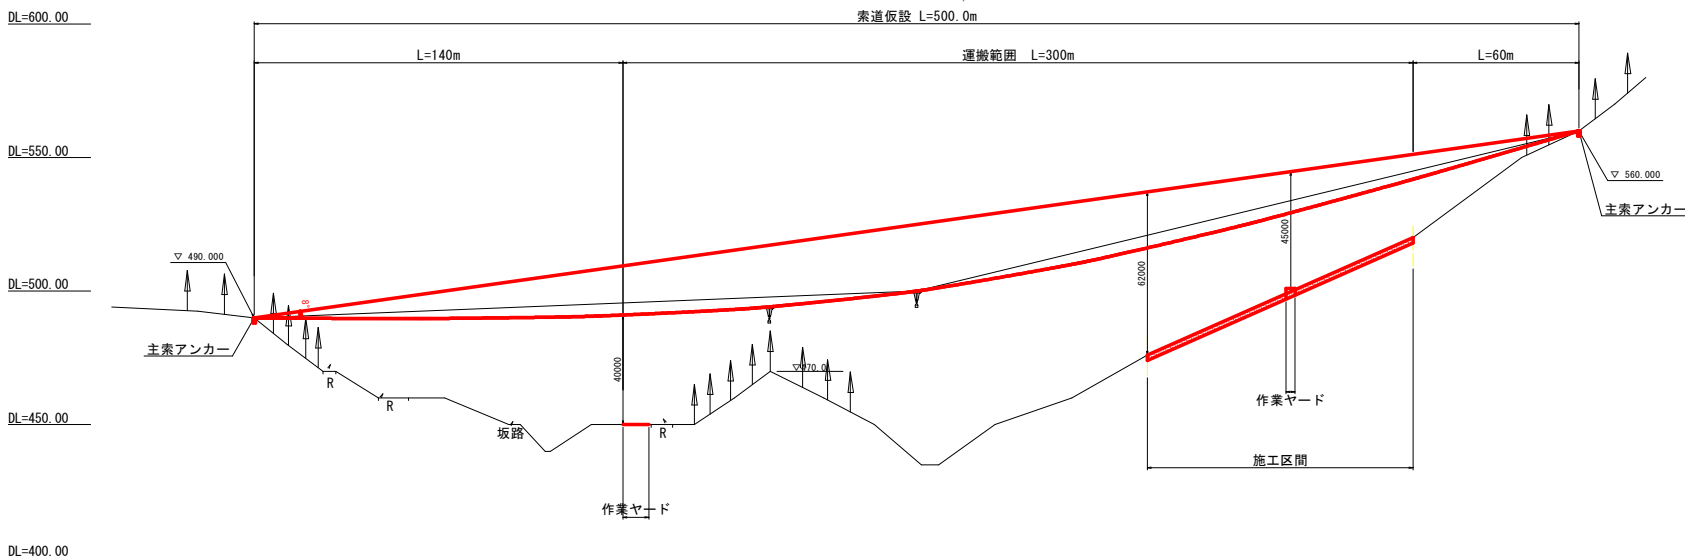 DL=600.00
索道仮設 L=500.0m
L=140m
運搬範囲 L=300m
L=60m
DL=550.00
▽ 560.000
主索アンカー
45000
62000
▽ 490.000
DL=500.00
主索アンカー
40000
R
R
坂路
R
作業ヤード
DL=450.00
施工区間
作業ヤード
DL=400.00